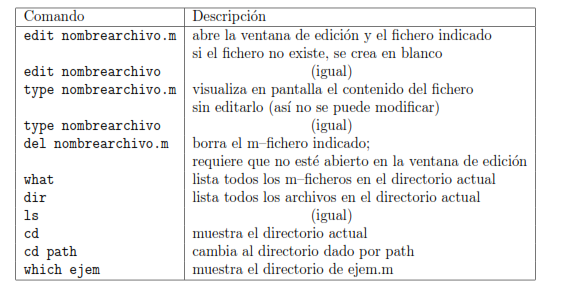 Comando Descripción
edit nombrearchivo.m abre la ventana de edición y el fichero indicado
si el fichero no existe, se crea en blanco
edit nombrearchivo (igual)
type nombrearchivo.m visualiza en pantalla el contenido del fichero
sin editarlo (así no se puede modificar)
type nombrearchivo (igual)
del nombrearchivo.m borra el m–fichero indicado;
requiere que no esté abierto en la ventana de edición
what lista todos los m–ficheros en el directorio actual
dir lista todos los archivos en el directorio actual
ls (igual)
cd muestra el directorio actual
cd path cambia al directorio dado por path
which ejem muestra el directorio de ejem.m